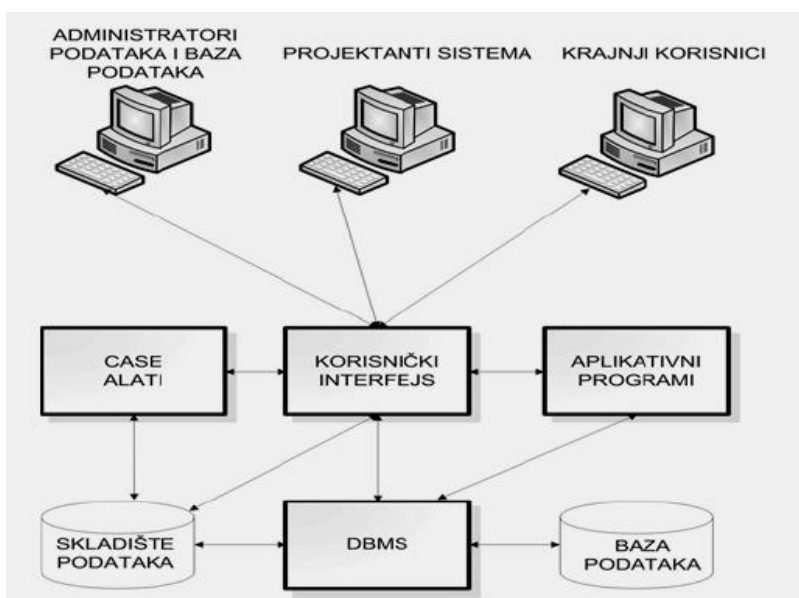 ADMINISTRATORI
PODATAKA I BAZA
PODATAKA
PROJEKTANTI SISTEMA
KRAJNJI KORISNICI
CASE
ALATI
KORISNIČKI
INTERFEJS
APLIKATIVNI
PROGRAMI
SKLADIŠTE
PODATAKA
DBMS
BAZA
PODATAKA